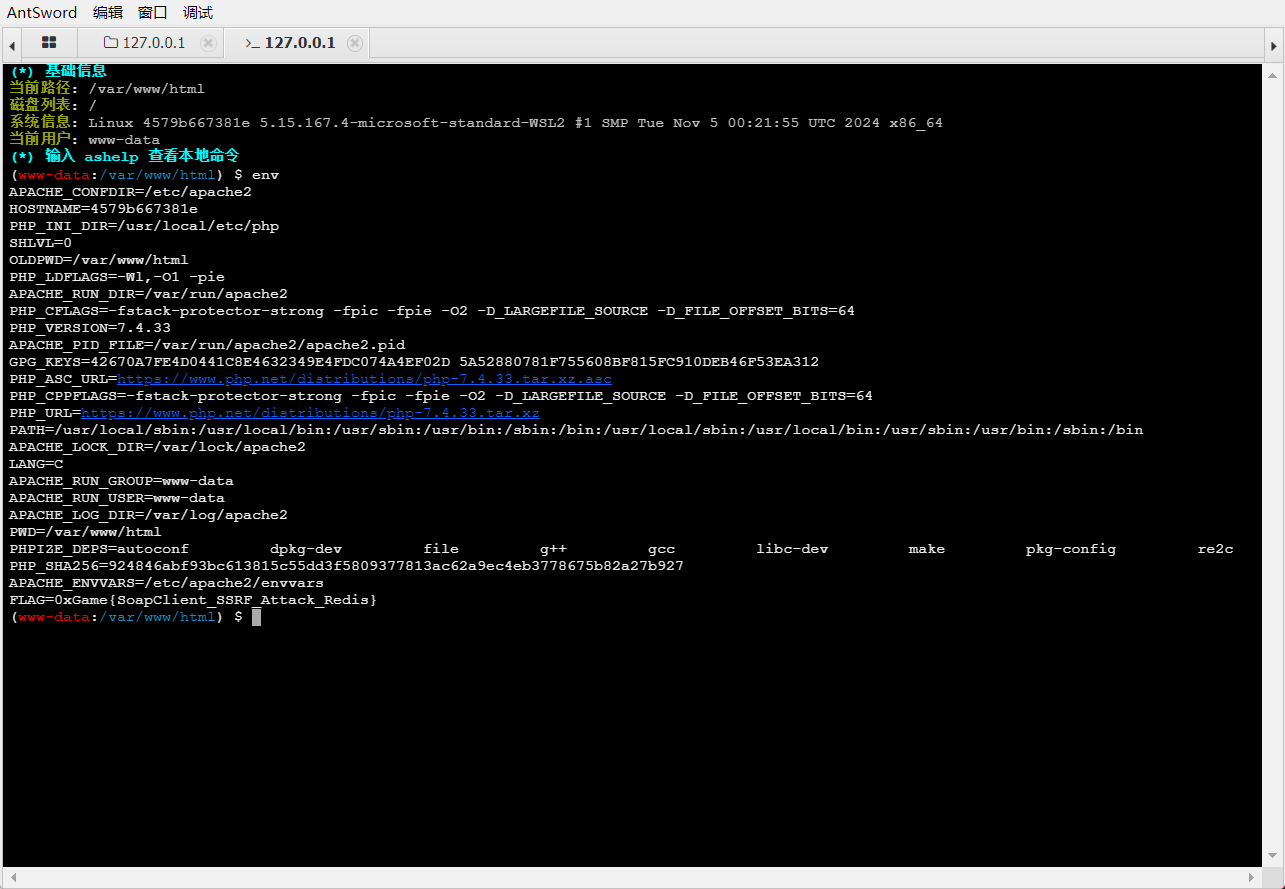 AntSword 编辑 窗口 调试
127.0.0.1 >_ 127.0.0.1
(*) 基础信息
当前路径: /var/www/html
磁盘列表: /
系统信息: Linux 4579b667381e 5.15.167.4-microsoft-standard-WSL2 #1 SMP Tue Nov 5 00:21:55 UTC 2024 x86_64
当前用户: www-data
(*) 输入 ashelp 查看本地命令
(www-data:/var/www/html) $ env
APACHE_CONFDIR=/etc/apache2
HOSTNAME=4579b667381e
PHP_INI_DIR=/usr/local/etc/php
SHLVL=0
OLDPWD=/var/www/html
PHP_LDFLAGS=-Wl,-O1 -pie
APACHE_RUN_DIR=/var/run/apache2
PHP_CFLAGS=-fstack-protector-strong -fpic -fpie -O2 -D_LARGEFILE_SOURCE -D_FILE_OFFSET_BITS=64
PHP_VERSION=7.4.33
APACHE_PID_FILE=/var/run/apache2/apache2.pid
GPG_KEYS=42670A7FE4D0441C8E4632349E4FDC074A4EF02D 5A52880781F755608BF815FC910DEB46F53EA312
PHP_ASC_URL=https://www.php.net/distributions/php-7.4.33.tar.xz.asc
PHP_CPPFLAGS=-fstack-protector-strong -fpic -fpie -O2 -D_LARGEFILE_SOURCE -D_FILE_OFFSET_BITS=64
PHP_URL=https://www.php.net/distributions/php-7.4.33.tar.xz
PATH=/usr/local/sbin:/usr/local/bin:/usr/sbin:/usr/bin:/sbin:/bin:/usr/local/sbin:/usr/local/bin:/usr/sbin:/usr/bin:/sbin:/bin
APACHE_LOCK_DIR=/var/lock/apache2
LANG=C
APACHE_RUN_GROUP=www-data
APACHE_RUN_USER=www-data
APACHE_LOG_DIR=/var/log/apache2
PWD=/var/www/html
PHPIZE_DEPS=autoconf dpkg-dev file g++ gcc libc-dev make pkg-config re2c
PHP_SHA256=924846abf93bc613815c55dd3f5809377813ac62a9ec4eb3778675b82a27b927
APACHE_ENVVARS=/etc/apache2/envvars
FLAG=0xGame{SoapClient_SSRF_Attack_Redis}
(www-data:/var/www/html) $